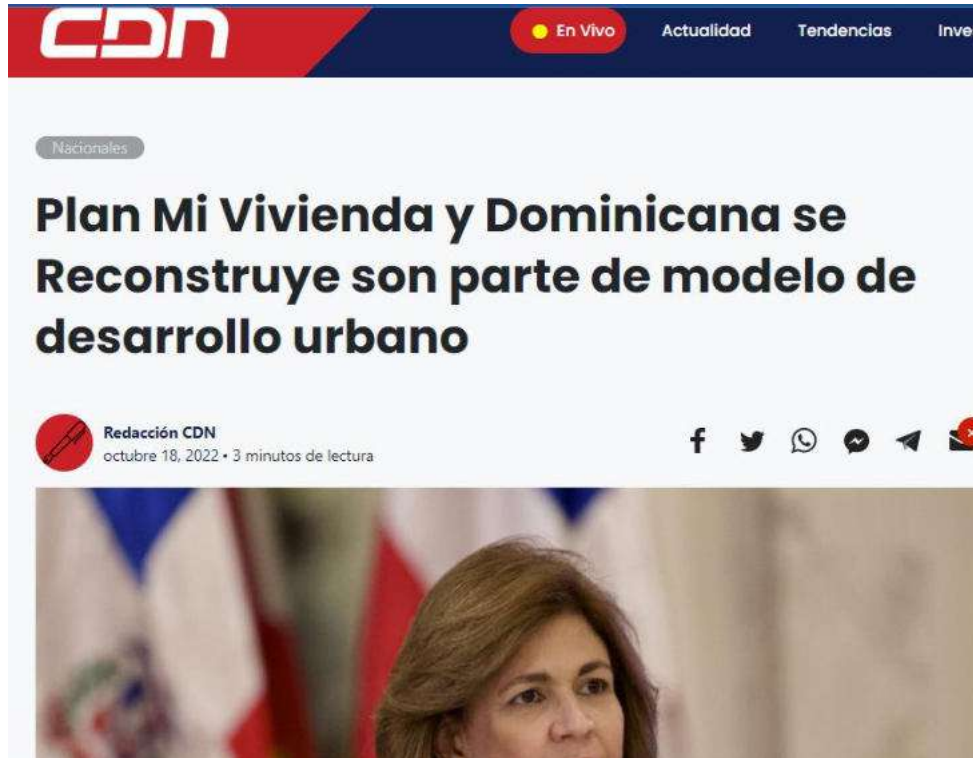 CDN
En Vivo
Actualidad
Tendencias
Nacionales
Plan Mi Vivienda y Dominicana se
Reconstruye son parte de modelo de
desarrollo urbano
Redacción CDN
octubre 18, 2022 • 3 minutos de lectura